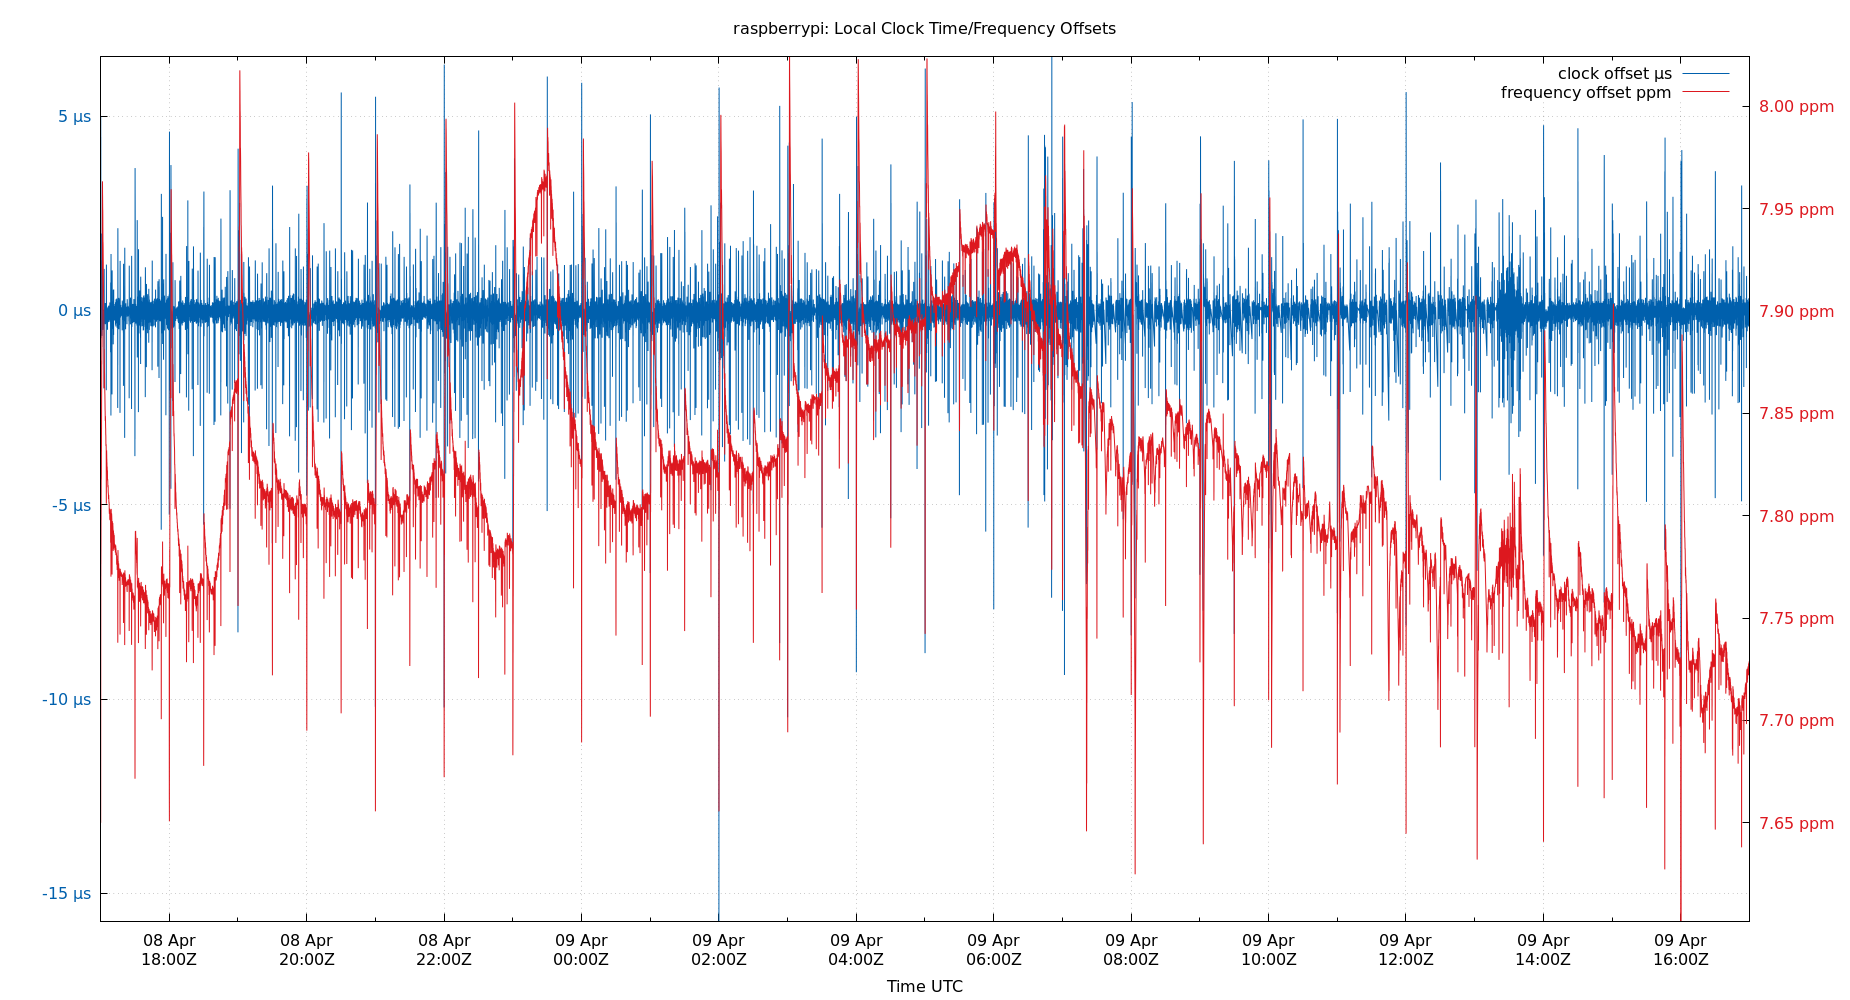 raspberrypi: Local Clock Time/Frequency Offsets
clock offset µs
frequency offset ppm
5 µs
0 µs
-5 µs
-10 µs
-15 µs
8.00 ppm
7.95 ppm
7.90 ppm
7.85 ppm
7.80 ppm
7.75 ppm
7.70 ppm
7.65 ppm
08 Apr 08 Apr 08 Apr 09 Apr 09 Apr 09 Apr 09 Apr 09 Apr 09 Apr 09 Apr 09 Apr 09 Apr
18:00Z 20:00Z 22:00Z 00:00Z 02:00Z 04:00Z 06:00Z 08:00Z 10:00Z 12:00Z 14:00Z 16:00Z
Time UTC